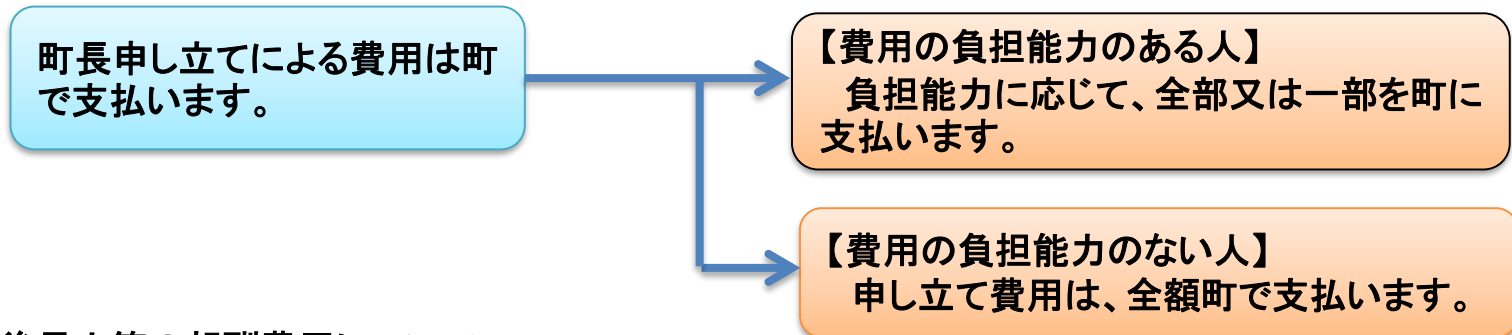 町長申し立てによる費用は町
で支払います。
【費用の負担能力のある人】
負担能力に応じて、全部又は一部を町に
支払います。
【費用の負担能力のない人】
申し立て費用は、全額町で支払います。